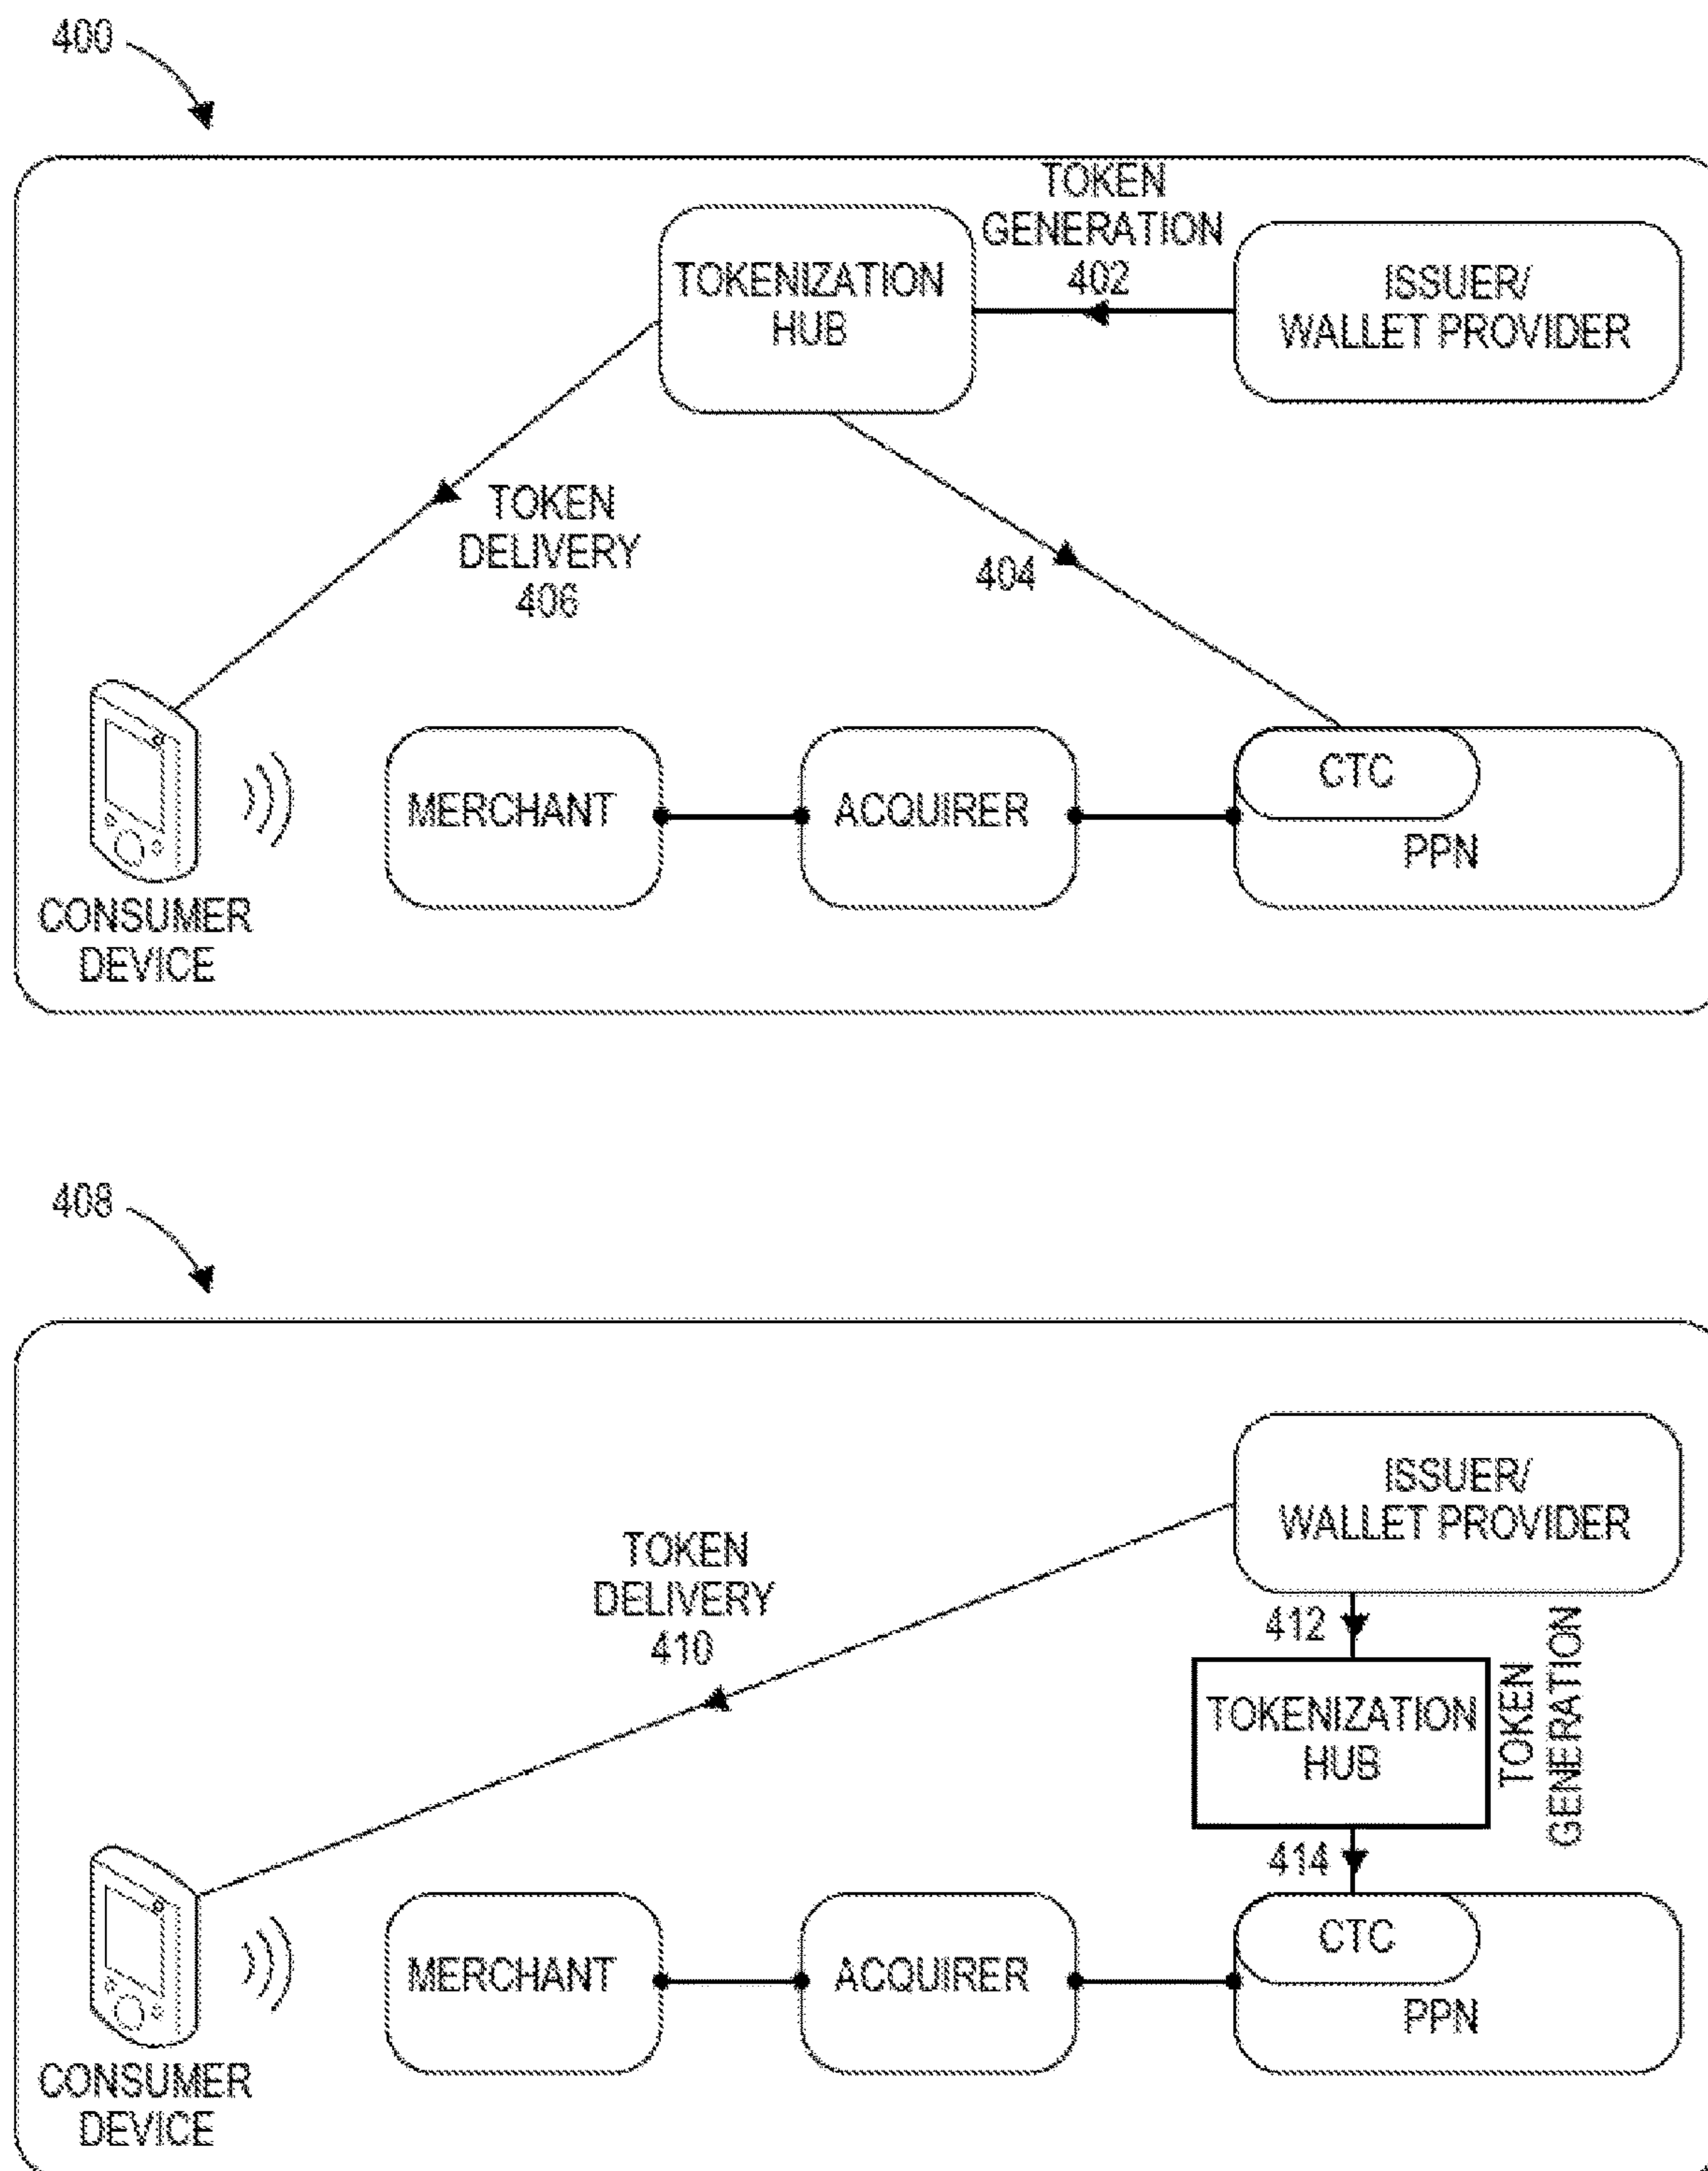 400
TOKEN
GENERATION
402
TOKENIZATION
HUB
ISSUER/
WALLET PROVIDER
TOKEN
DELIVERY
406
404
MERCHANT
ACQUIRER
CTC
PPN
CONSUMER
DEVICE
408
ISSUER/
WALLET PROVIDER
TOKEN
DELIVERY
410
412
TOKENIZATION
HUB
TOKEN
GENERATION
414
MERCHANT
ACQUIRER
CTC
PPN
CONSUMER
DEVICE